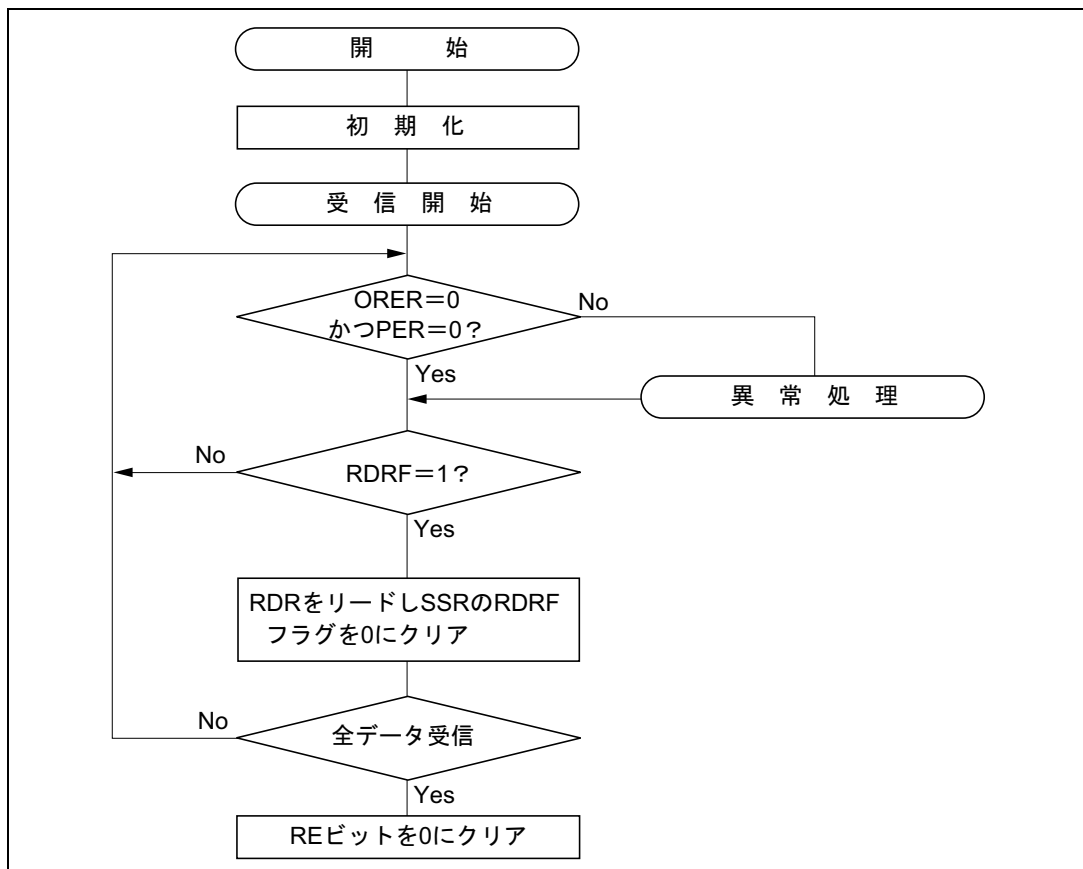 開 始
初 期 化
受 信 開 始
ORER＝0
かつPER＝0？
No
Yes
異 常 処 理
No
RDRF＝1？
Yes
RDRをリードしSSRのRDRF
フラグを0にクリア
No
全データ受信
Yes
REビットを0にクリア